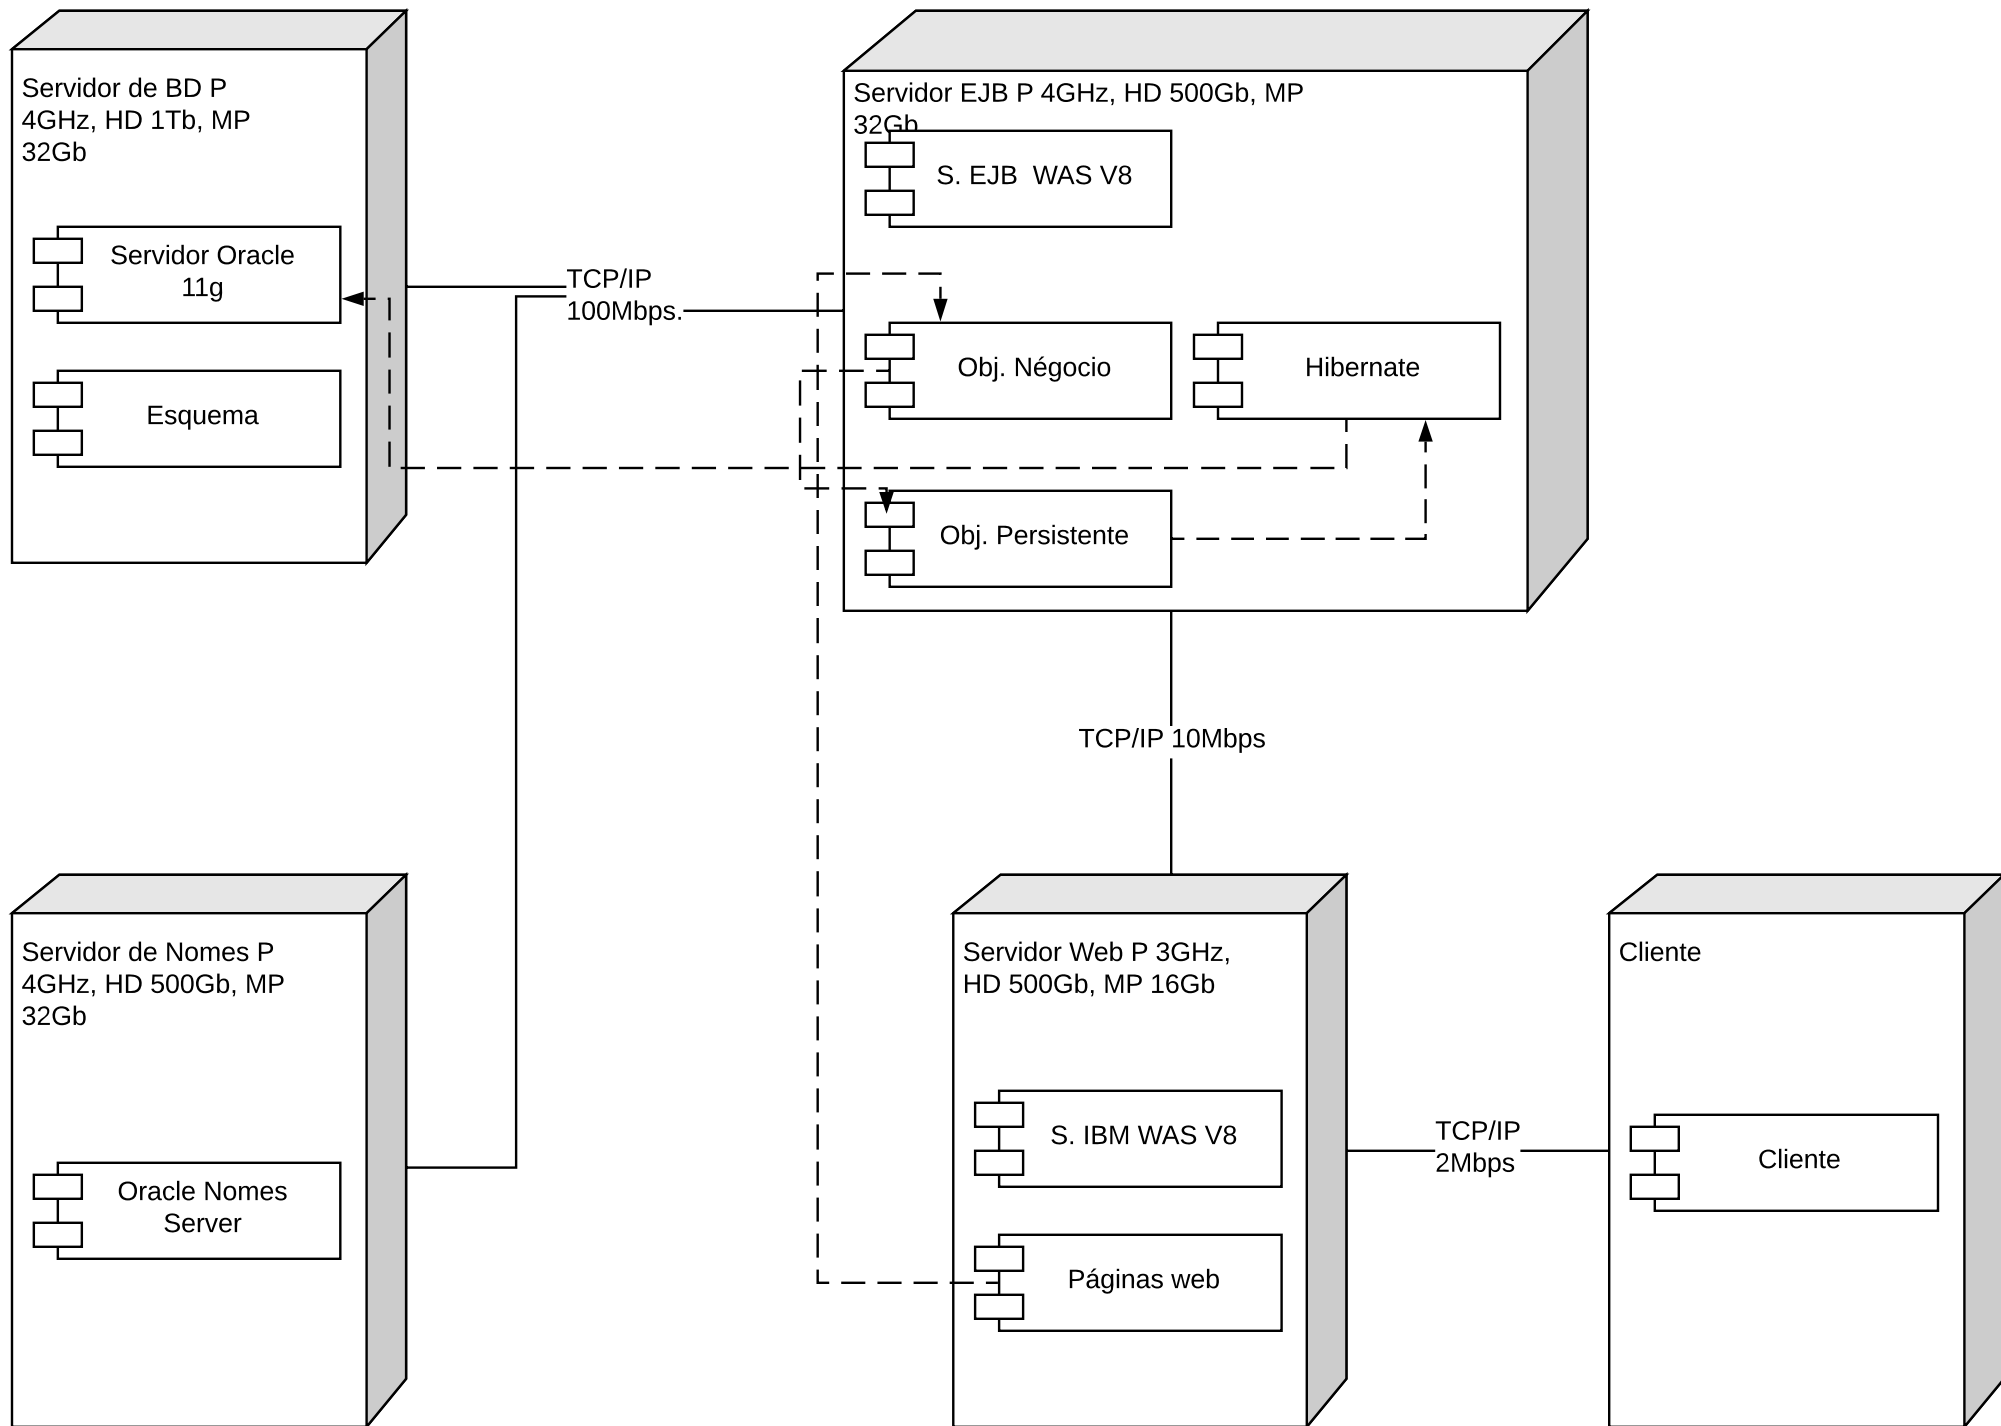 Servidor de BD P
4GHz, HD 1Tb, MP
32Gb
Servidor Oracle
11g
Esquema
TCP/IP
100Mbps.
Servidor EJB P 4GHz, HD 500Gb, MP
32Gb
S. EJB  WAS V8
Obj. Négocio
Hibernate
Obj. Persistente
TCP/IP 10Mbps
Servidor de Nomes P
4GHz, HD 500Gb, MP
32Gb
Oracle Nomes
Server
Servidor Web P 3GHz,
HD 500Gb, MP 16Gb
S. IBM WAS V8
Páginas web
TCP/IP
2Mbps
Cliente
Cliente